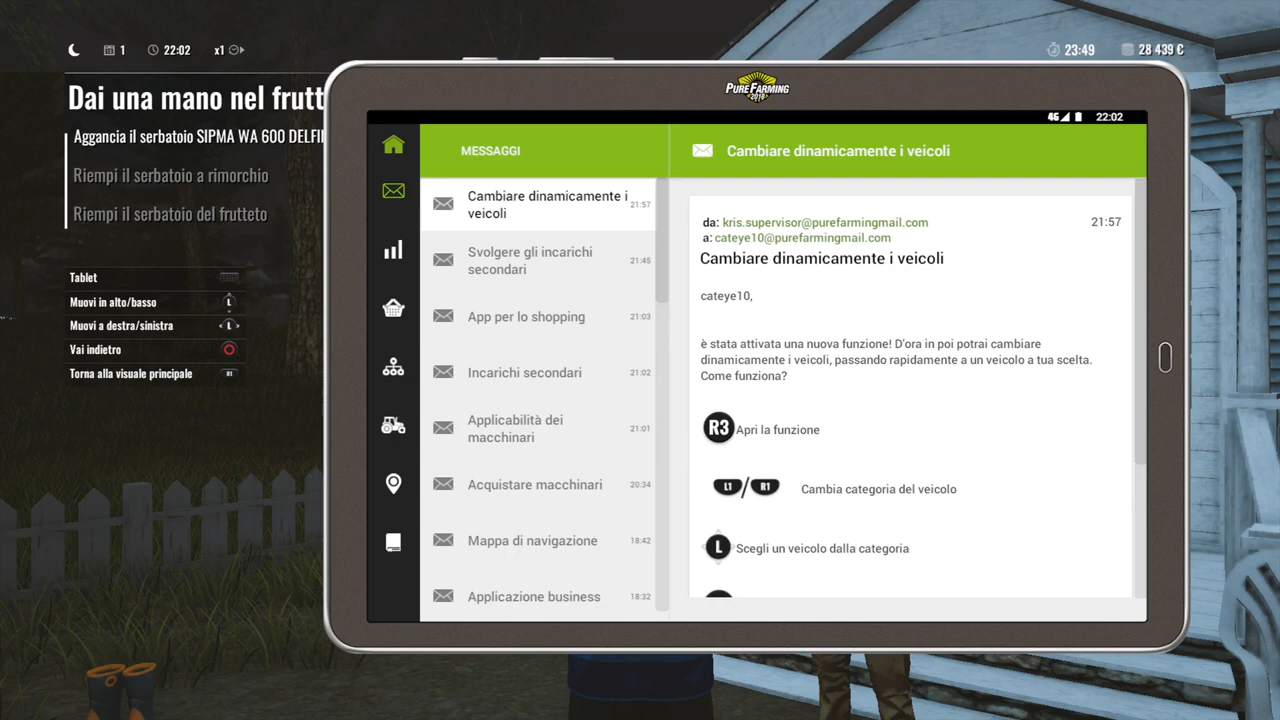 1
22:02
x1
23:49
28 439 €
Dai una mano nel frutt
Aggancia il serbatoio SIPMA WA 600 DELFI
Riempi il serbatoio a rimorchio
Riempi il serbatoio del frutteto
Tablet
Muovi in alto/basso
L
Muovi a destra/sinistra
L
Vai indietro
Torna alla visuale principale
R1
PURE FARMING
2018
4G
22:02
MESSAGGI
Cambiare dinamicamente i
veicoli
21:57
Svolgere gli incarichi
secondari
21:45
App per lo shopping
21:03
Incarichi secondari
21:02
Applicabilità dei
macchinari
21:01
Acquistare macchinari
20:34
Mappa di navigazione
18:42
Applicazione business
18:32
Cambiare dinamicamente i veicoli
da: kris.supervisor@purefarmingmail.com
21:57
a: cateye10@purefarmingmail.com
Cambiare dinamicamente i veicoli
cateye10,
è stata attivata una nuova funzione! D'ora in poi potrai cambiare
dinamicamente i veicoli, passando rapidamente a un veicolo a tua scelta.
Come funziona?
R3 Apri la funzione
L1/R1 Cambia categoria del veicolo
L Scegli un veicolo dalla categoria